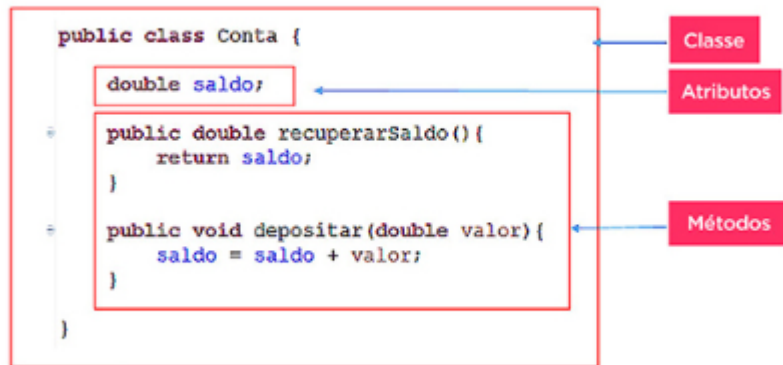 public class Conta {
double saldo;
public double recuperarSaldo(){
return saldo;
}
public void depositar(double valor){
saldo = saldo + valor;
}
}
Classe
Atributos
Métodos